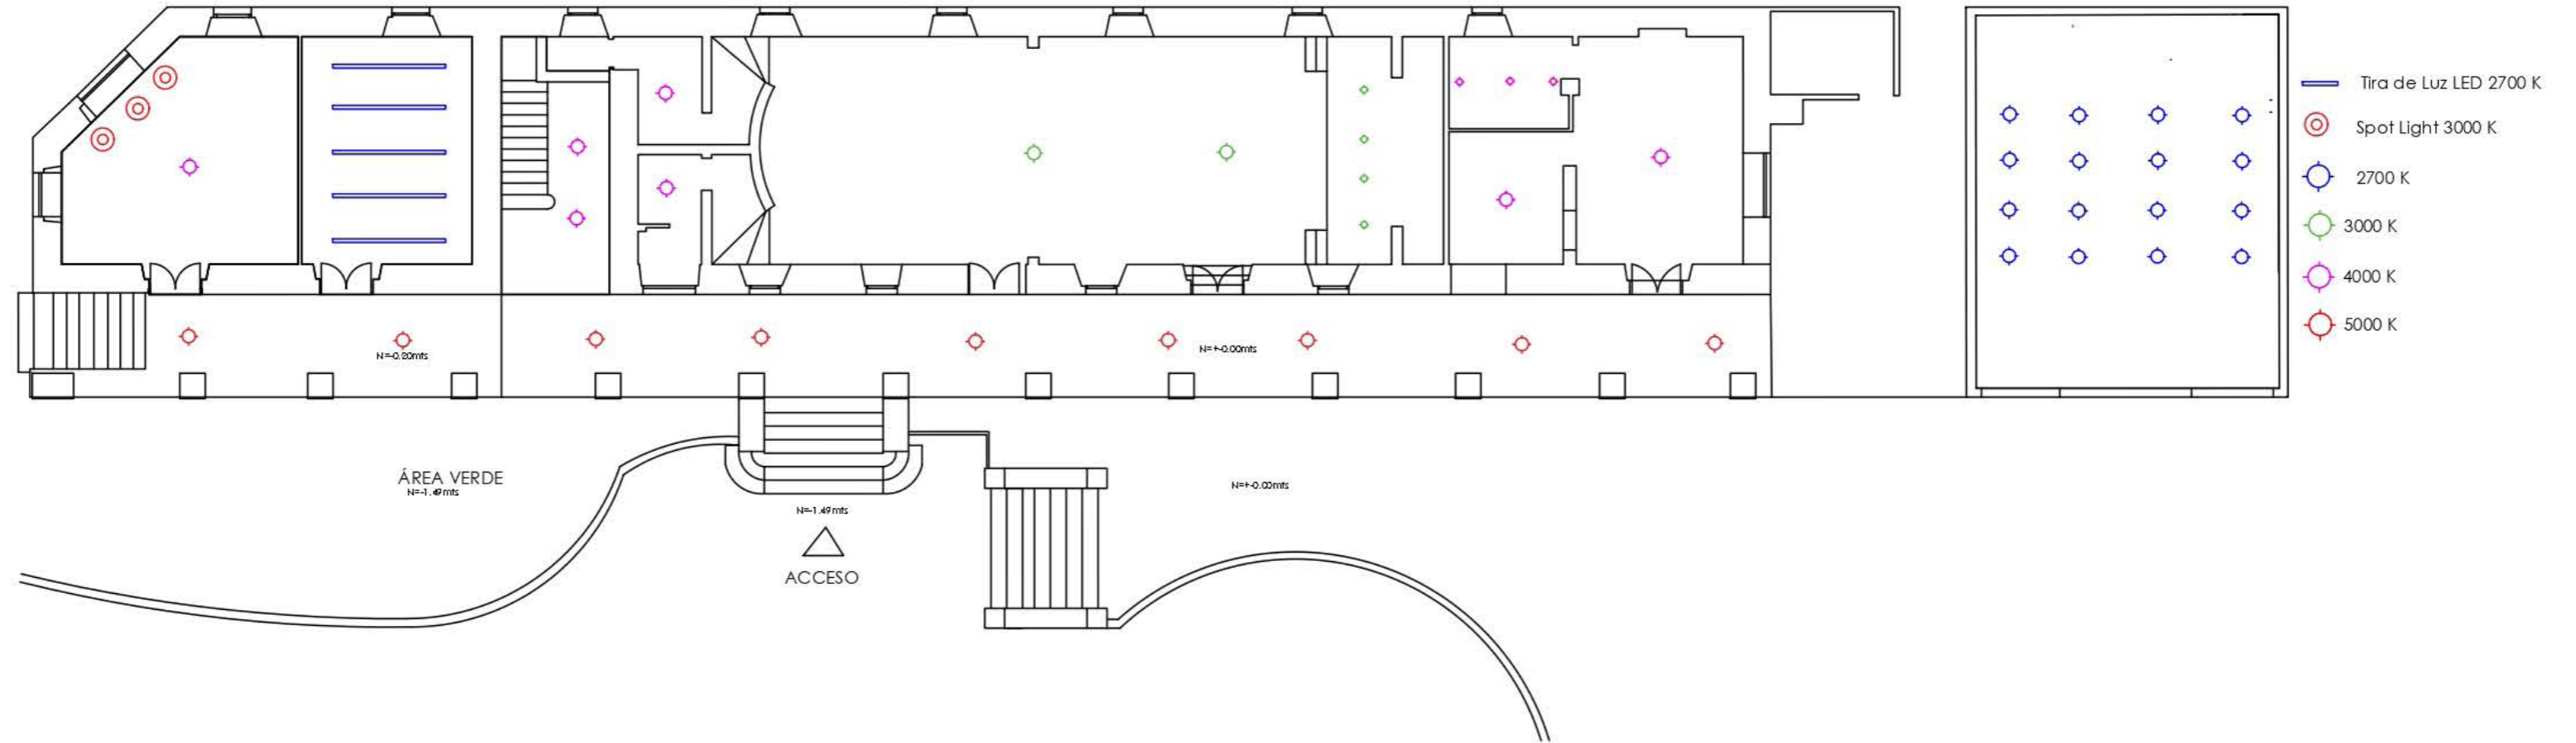 Tira de Luz LED 2700 K
Spot Light 3000 K
2700 K
3000 K
4000 K
5000 K
N=-0.20mts
N=+-0.00mts
ÁREA VERDE
N=-1.49mts
N=+-0.00mts
N=-1.49mts
ACCESO